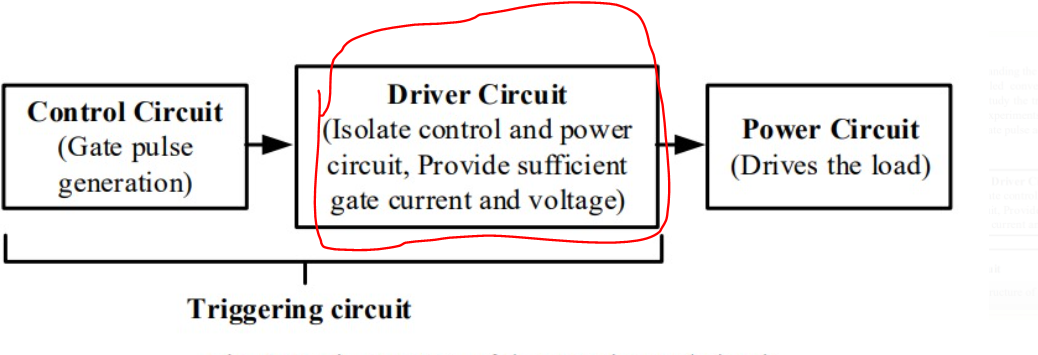 Control Circuit
(Gate pulse
generation)
Driver Circuit
(Isolate control and power
circuit, Provide sufficient
gate current and voltage)
Power Circuit
(Drives the load)
Triggering circuit